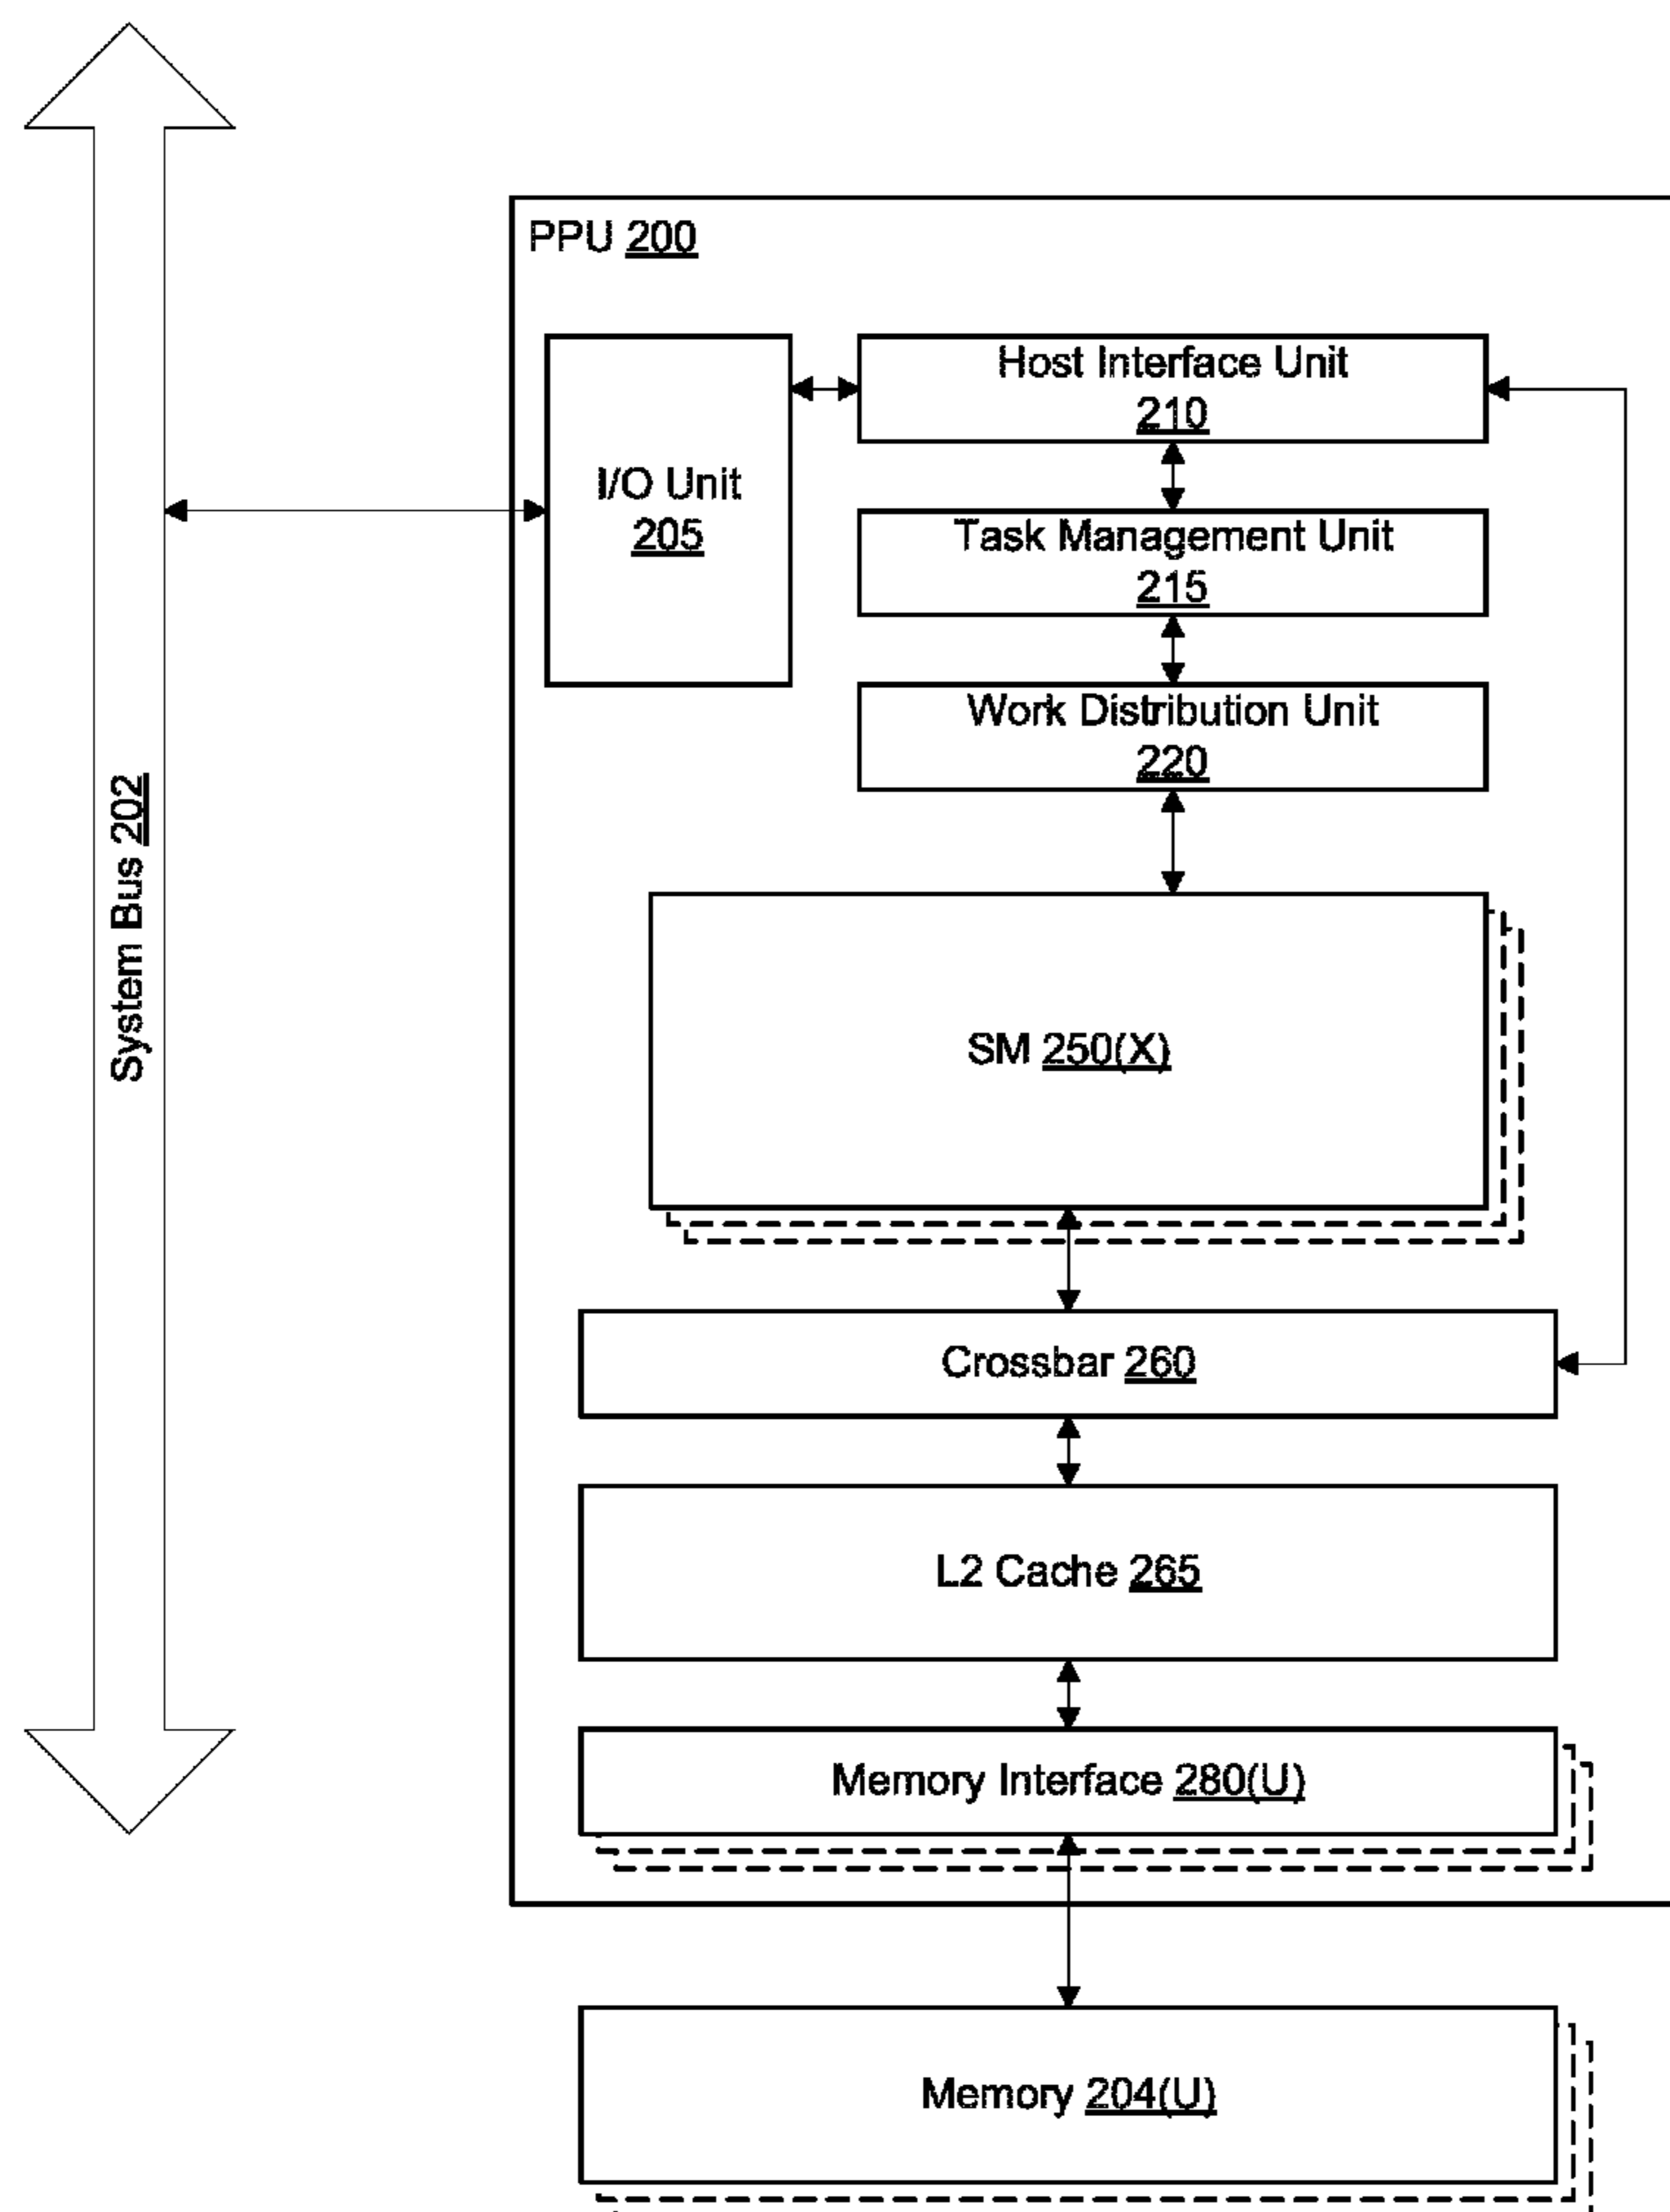 PPU 200
Host Interface Unit
210
I/O Unit
205
Task Management Unit
215
Work Distribution Unit
220
System Bus 202
SM 250(X)
Crossbar 260
L2 Cache 265
Memory Interface 280(U)
Memory 204(U)